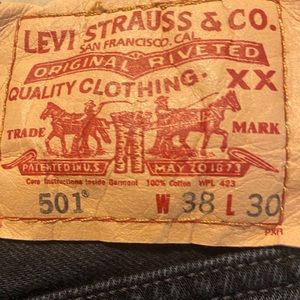 LEVI STRAUSS & CO.
SAN FRANCISCO, CAL.
ORIGINAL RIVETED
QUALITY CLOTHING. XX
TRADE MARK
PATENTED IN U.S. MAY 20 1873
Care Instructions Inside Garment 100% Cotton WPL 423
501® W 38 L 30